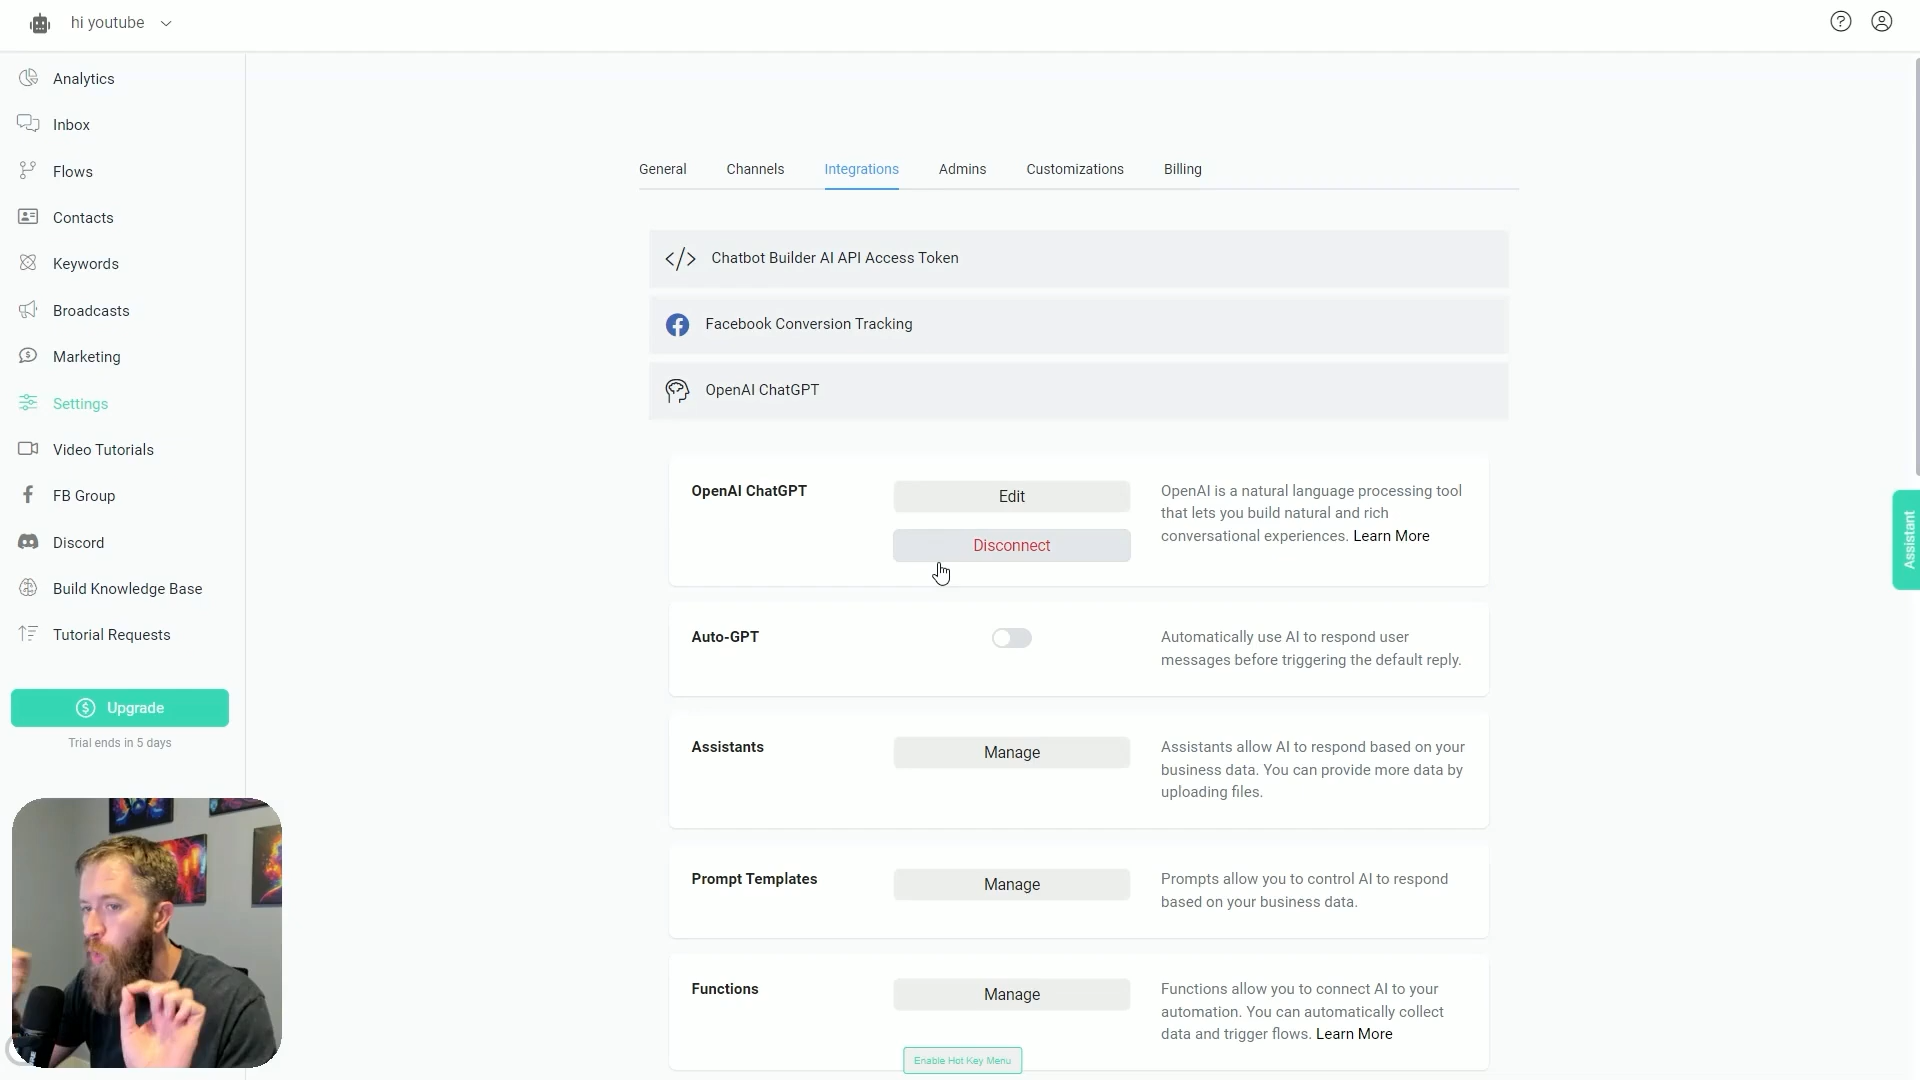 hi youtube
Analytics
Inbox
Flows
Contacts
Keywords
Broadcasts
Marketing
Settings
Video Tutorials
FB Group
Discord
Build Knowledge Base
Tutorial Requests
Upgrade
Trial ends in 5 days
General
Channels
Integrations
Admins
Customizations
Billing
Chatbot Builder AI API Access Token
Facebook Conversion Tracking
OpenAI ChatGPT
OpenAI ChatGPT
Edit
Disconnect
OpenAI is a natural language processing tool
that lets you build natural and rich
conversational experiences. Learn More
Auto-GPT
Automatically use AI to respond user
messages before triggering the default reply.
Assistants
Manage
Assistants allow AI to respond based on your
business data. You can provide more data by
uploading files.
Prompt Templates
Manage
Prompts allow you to control AI to respond
based on your business data.
Functions
Manage
Functions allow you to connect AI to your
automation. You can automatically collect
data and trigger flows. Learn More
Enable Hot Key Menu
Assistant